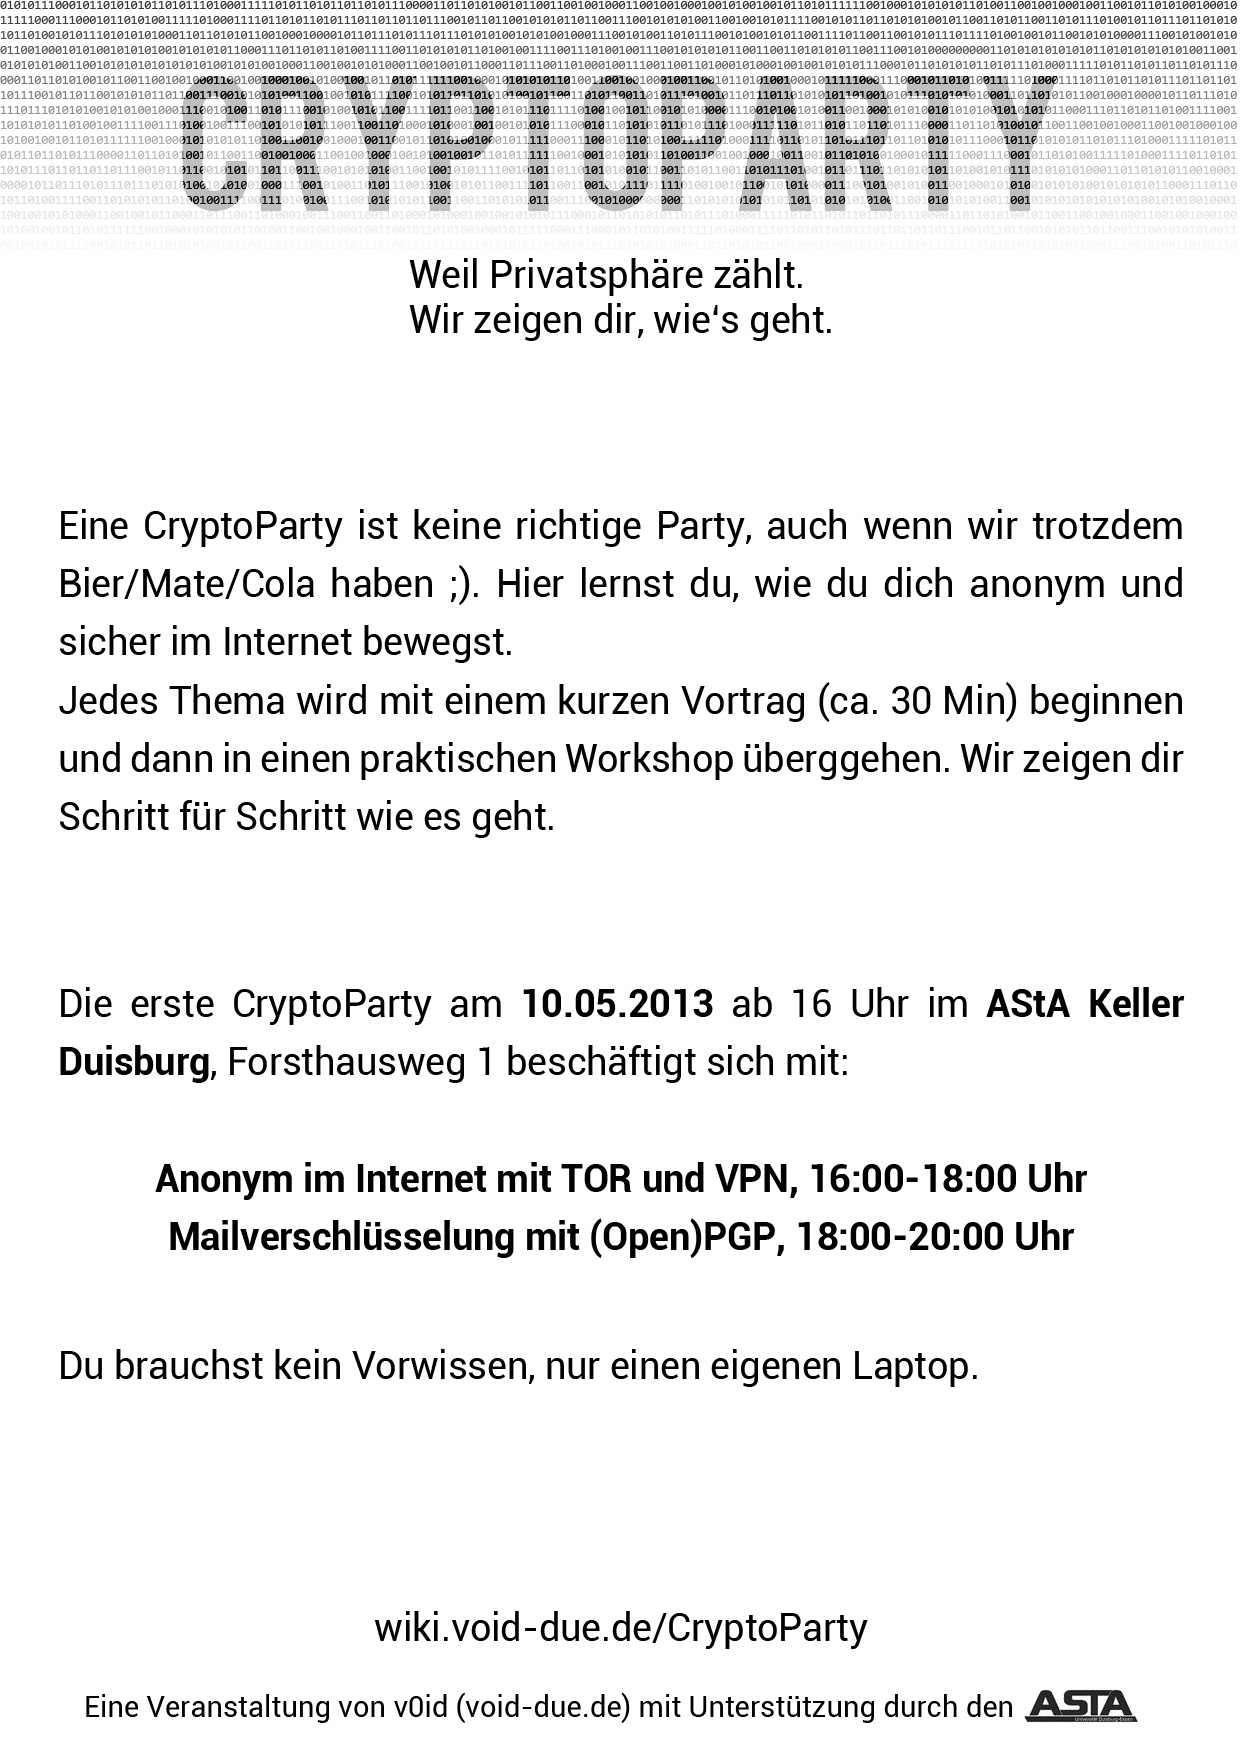 CRYPTOPARTY
Weil Privatsphäre zählt.
Wir zeigen dir, wie‘s geht.
Eine CryptoParty ist keine richtige Party, auch wenn wir trotzdem
Bier/Mate/Cola haben ;). Hier lernst du, wie du dich anonym und
sicher im Internet bewegst.
Jedes Thema wird mit einem kurzen Vortrag (ca. 30 Min) beginnen
und dann in einen praktischen Workshop überggehen. Wir zeigen dir
Schritt für Schritt wie es geht.
Die erste CryptoParty am 10.05.2013 ab 16 Uhr im AStA Keller
Duisburg, Forsthausweg 1 beschäftigt sich mit:
Anonym im Internet mit TOR und VPN, 16:00-18:00 Uhr
Mailverschlüsselung mit (Open)PGP, 18:00-20:00 Uhr
Du brauchst kein Vorwissen, nur einen eigenen Laptop.
wiki.void-due.de/CryptoParty
Eine Veranstaltung von v0id (void-due.de) mit Unterstützung durch den ASTA
Universität Duisburg-Essen